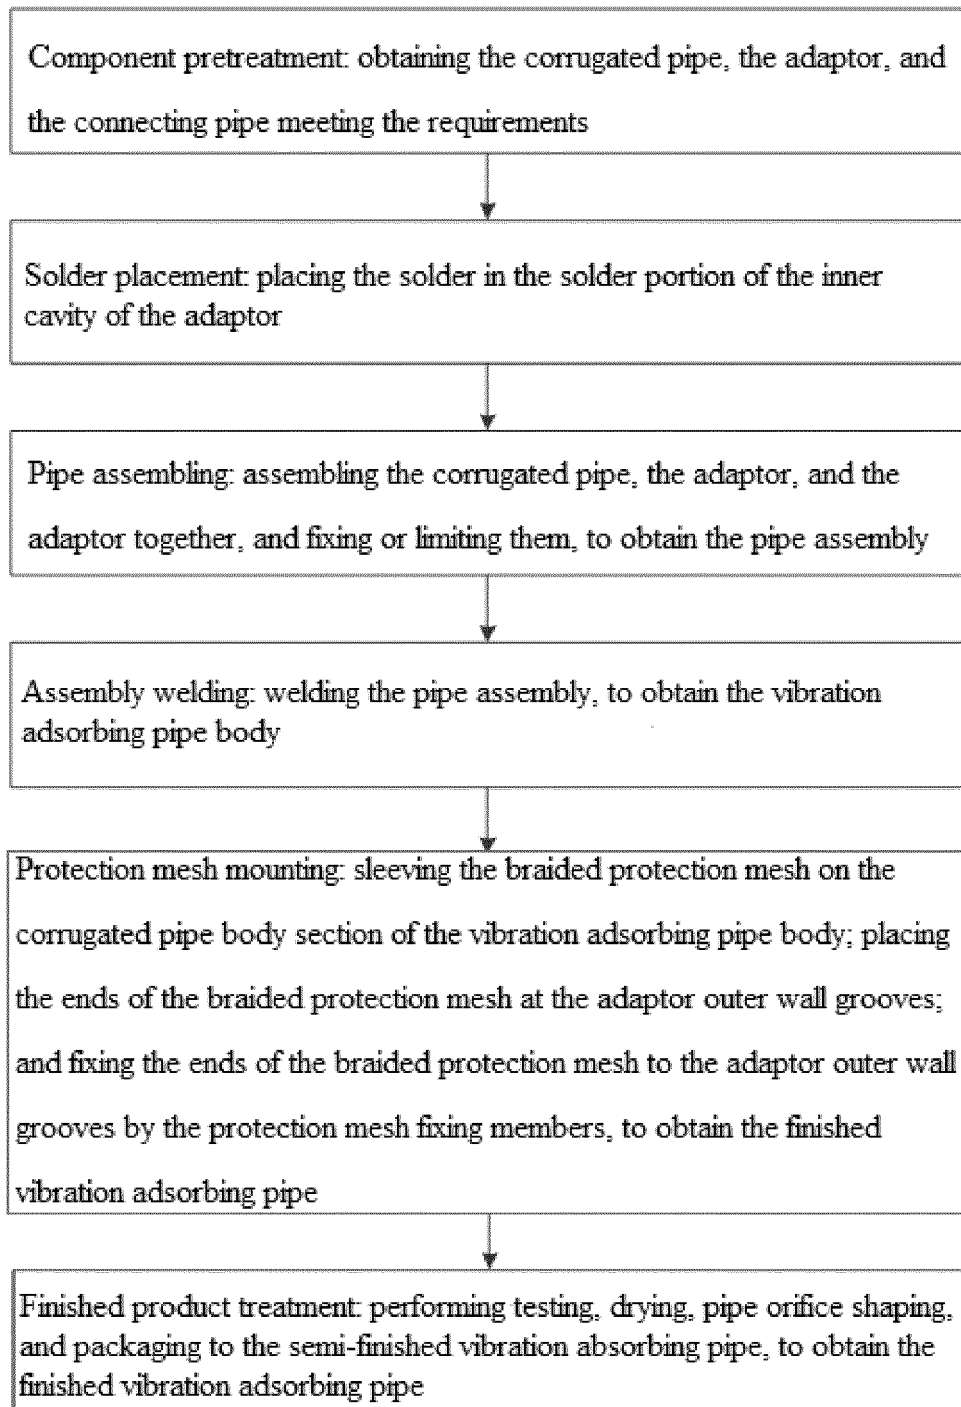 Component pretreatment: obtaining the corrugated pipe, the adaptor, and
the connecting pipe meeting the requirements
Solder placement: placing the solder in the solder portion of the inner
cavity of the adaptor
Pipe assembling: assembling the corrugated pipe, the adaptor, and the
adaptor together, and fixing or limiting them, to obtain the pipe assembly
Assembly welding: welding the pipe assembly, to obtain the vibration
adsorbing pipe body
Protection mesh mounting: sleeving the braided protection mesh on the
corrugated pipe body section of the vibration adsorbing pipe body; placing
the ends of the braided protection mesh at the adaptor outer wall grooves;
and fixing the ends of the braided protection mesh to the adaptor outer wall
grooves by the protection mesh fixing members, to obtain the finished
vibration adsorbing pipe
Finished product treatment: performing testing, drying, pipe orifice shaping,
and packaging to the semi-finished vibration absorbing pipe, to obtain the
finished vibration adsorbing pipe